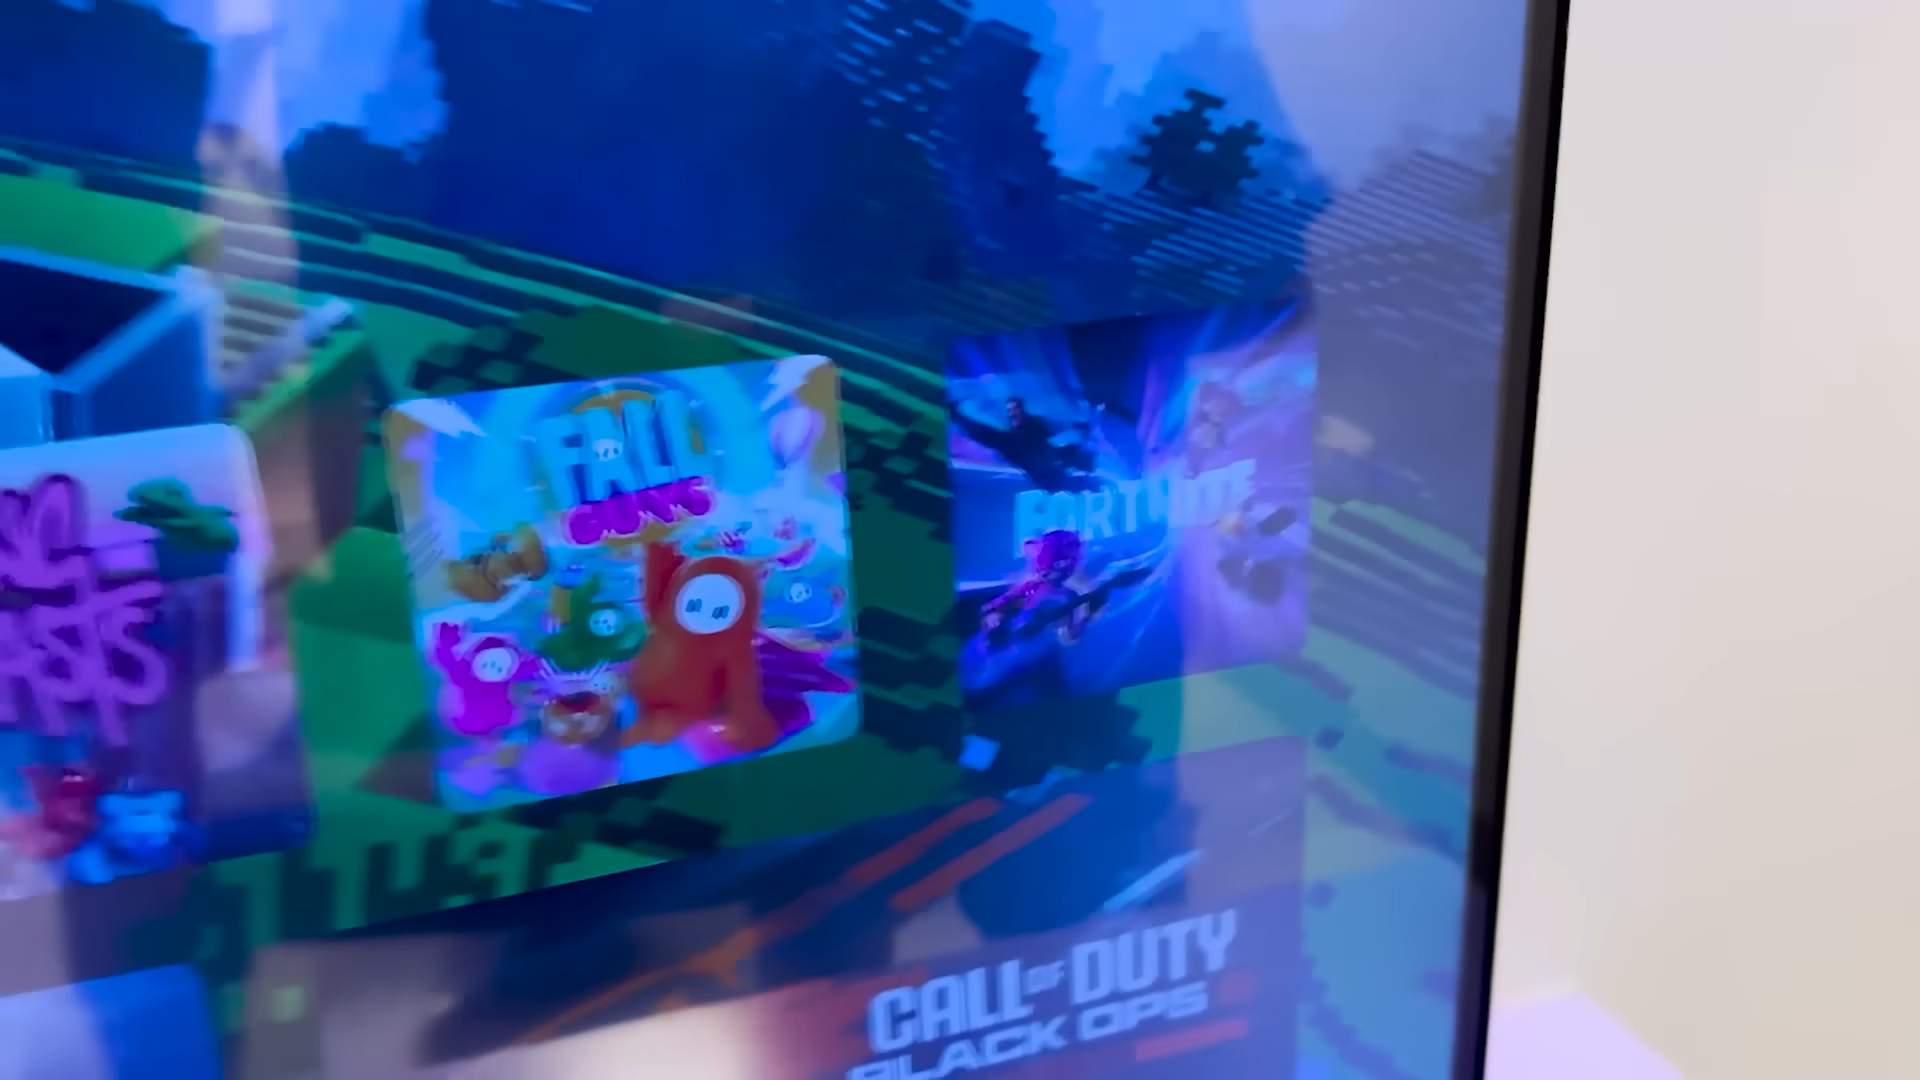 FALL
GUYS
FORTNITE
CALL OF DUTY
BLACK OPS